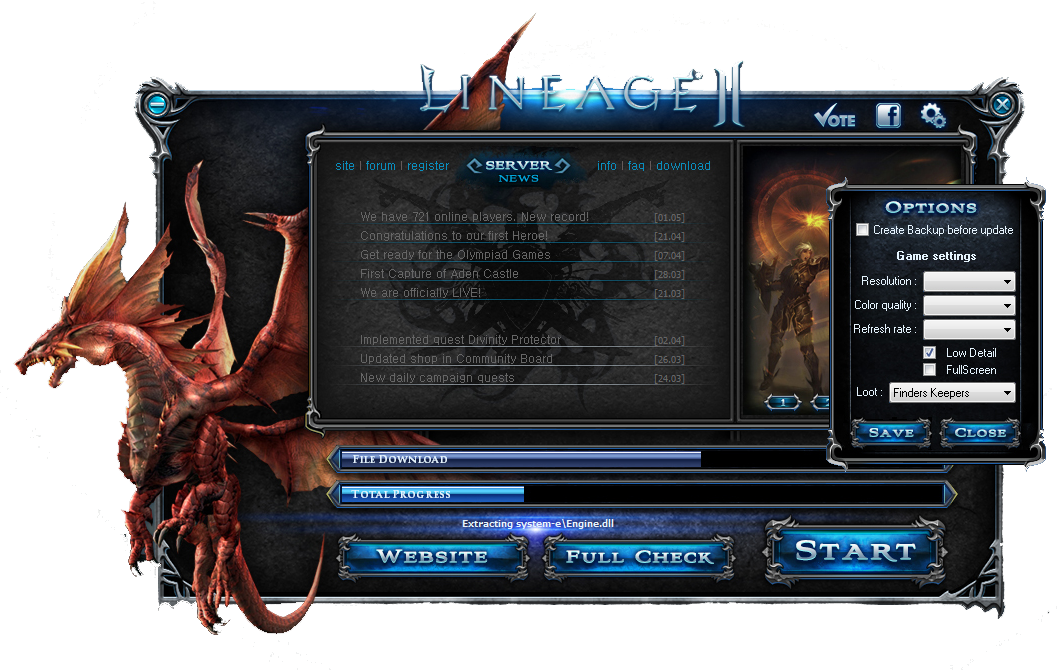 LINEAGE II
VOTE
f
site | forum | register
SERVER
NEWS
info | faq | download
We have 721 online players. New record! [01.05]
Congratulations to our first Heroe! [21.04]
Get ready for the Olympiad Games [07.04]
First Capture of Aden Castle [28.03]
We are officially LIVE! [21.03]
Implemented quest Divinity Protector [02.04]
Updated shop in Community Board [26.03]
New daily campaign quests [24.03]
1
2
OPTIONS
Create Backup before update
Game settings
Resolution :
Color quality :
Refresh rate :
Low Detail
FullScreen
Loot : Finders Keepers
SAVE CLOSE
FILE DOWNLOAD
TOTAL PROGRESS
Extracting system-e\Engine.dll
WEBSITE FULL CHECK START